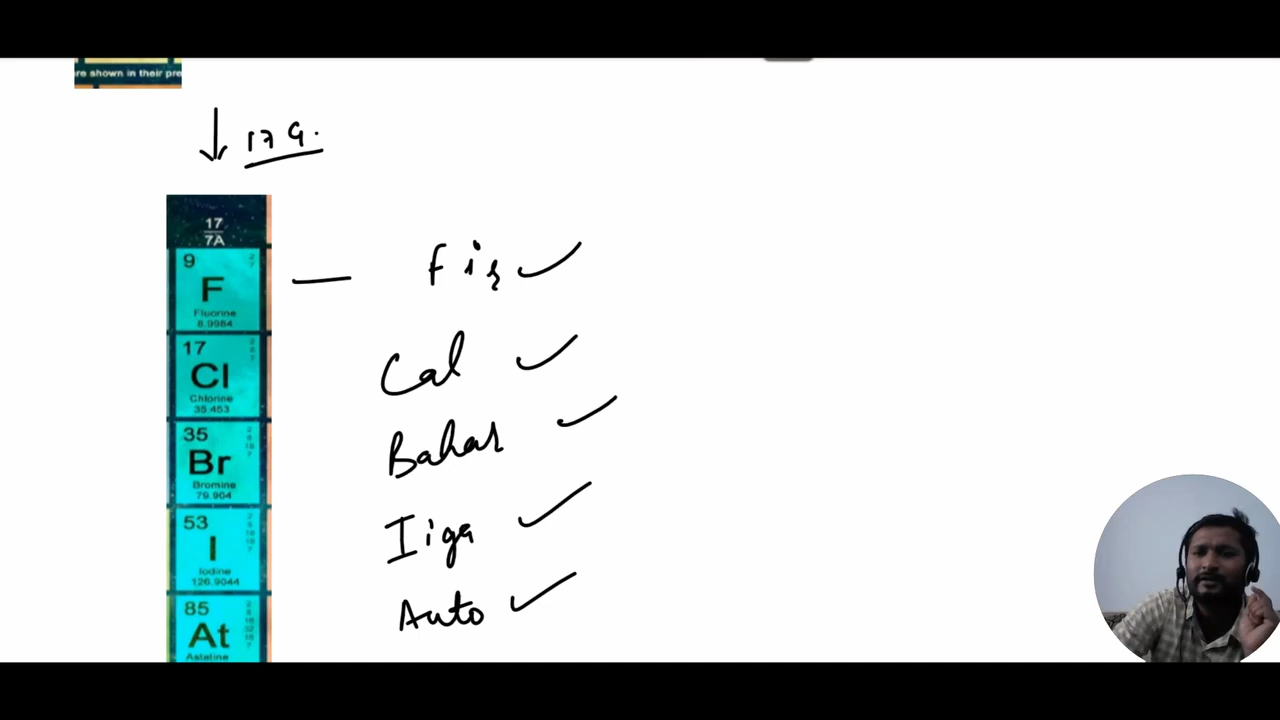 re shown in their pre
17 G.
17
7A
9
F
Fluorine
8.9984
Fir
17
Cl
Chlorine
35.453
Cal
35
Br
Bromine
79.904
Bahar
53
I
Iodine
126.9044
Iiga
85
At
Astatine
Auto